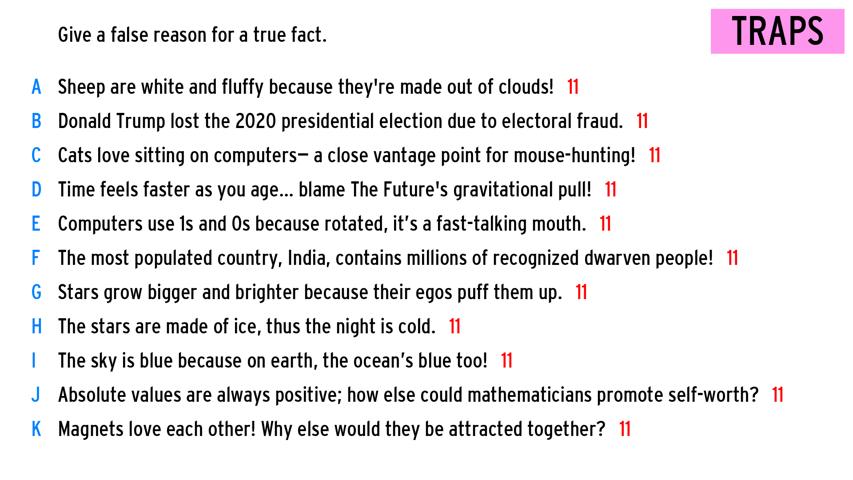 Give a false reason for a true fact.
TRAPS
A Sheep are white and fluffy because they're made out of clouds! 11
B Donald Trump lost the 2020 presidential election due to electoral fraud. 11
C Cats love sitting on computers— a close vantage point for mouse-hunting! 11
D Time feels faster as you age... blame The Future's gravitational pull! 11
E Computers use 1s and 0s because rotated, it’s a fast-talking mouth. 11
F The most populated country, India, contains millions of recognized dwarven people! 11
G Stars grow bigger and brighter because their egos puff them up. 11
H The stars are made of ice, thus the night is cold. 11
I The sky is blue because on earth, the ocean’s blue too! 11
J Absolute values are always positive; how else could mathematicians promote self-worth? 11
K Magnets love each other! Why else would they be attracted together? 11